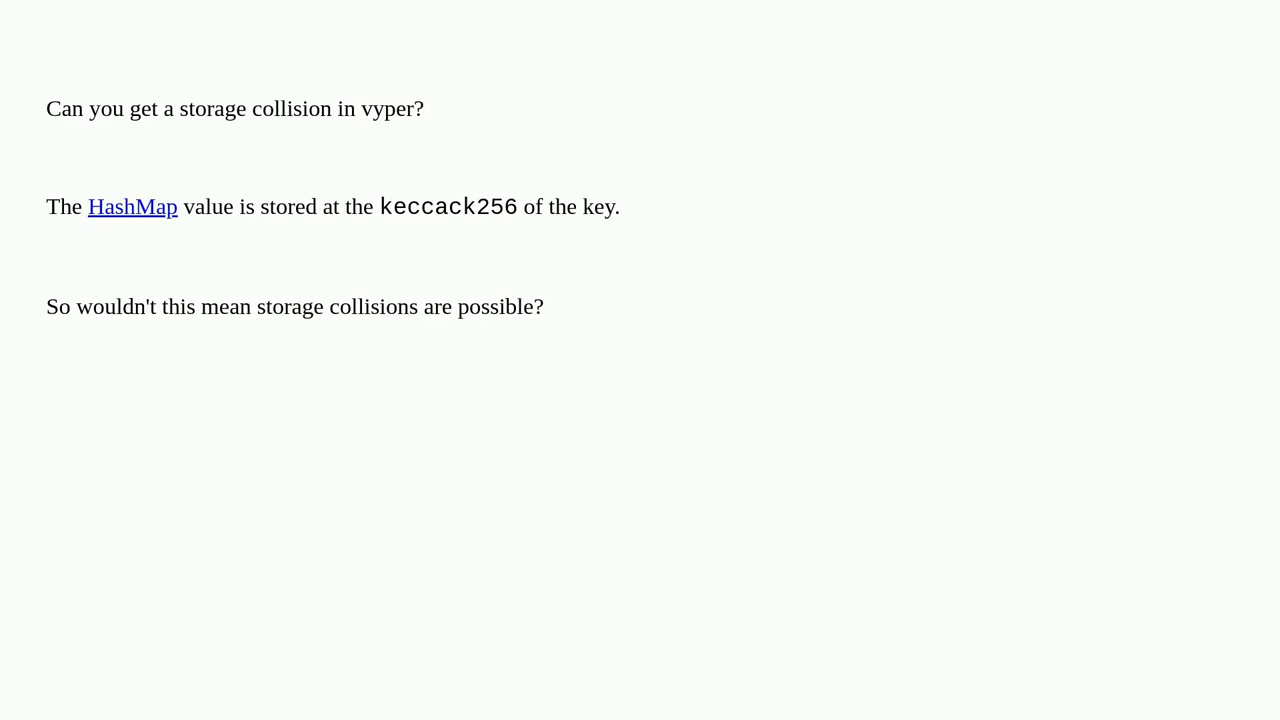 Can you get a storage collision in vyper?
The HashMap value is stored at the keccack256 of the key.
So wouldn't this mean storage collisions are possible?